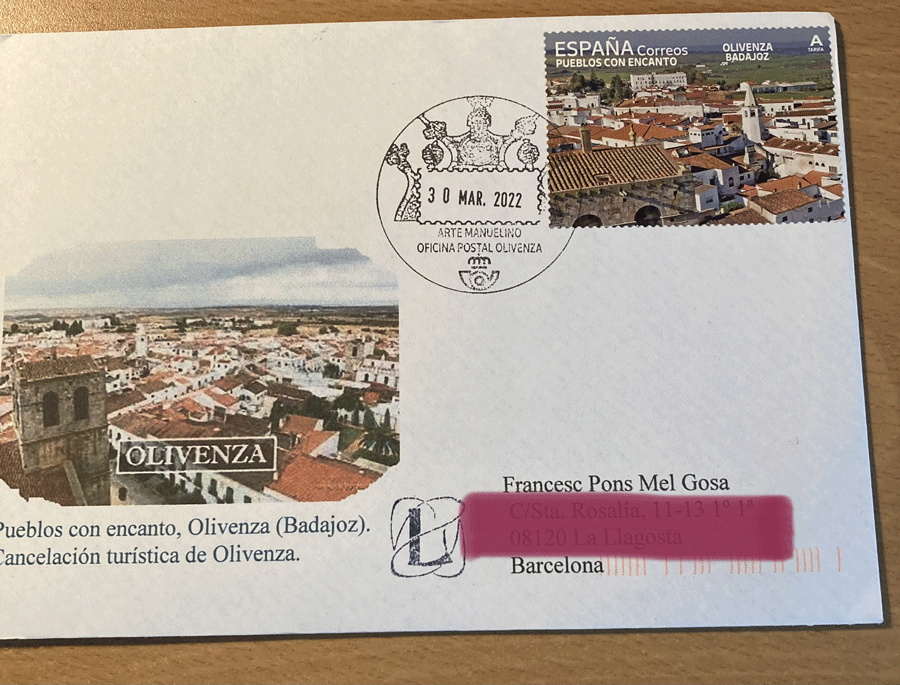 ESPAÑA Correos
PUEBLOS CON ENCANTO
OLIVENZA
BADAJOZ
A
TARIFA
30 MAR. 2022
ARTE MANUELINO
OFICINA POSTAL OLIVENZA
OLIVENZA
Pueblos con encanto, Olivenza (Badajoz).
Cancelación turística de Olivenza.
L
Francesc Pons Mel Gosa
Barcelona